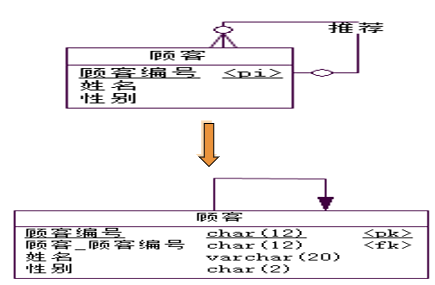 推荐
顾客
顾客编号 <pi>
姓名
性别
顾客
顾客编号 char(12) <pk>
顾客_顾客编号 char(12) <fk>
姓名 varchar(20)
性别 char(2)